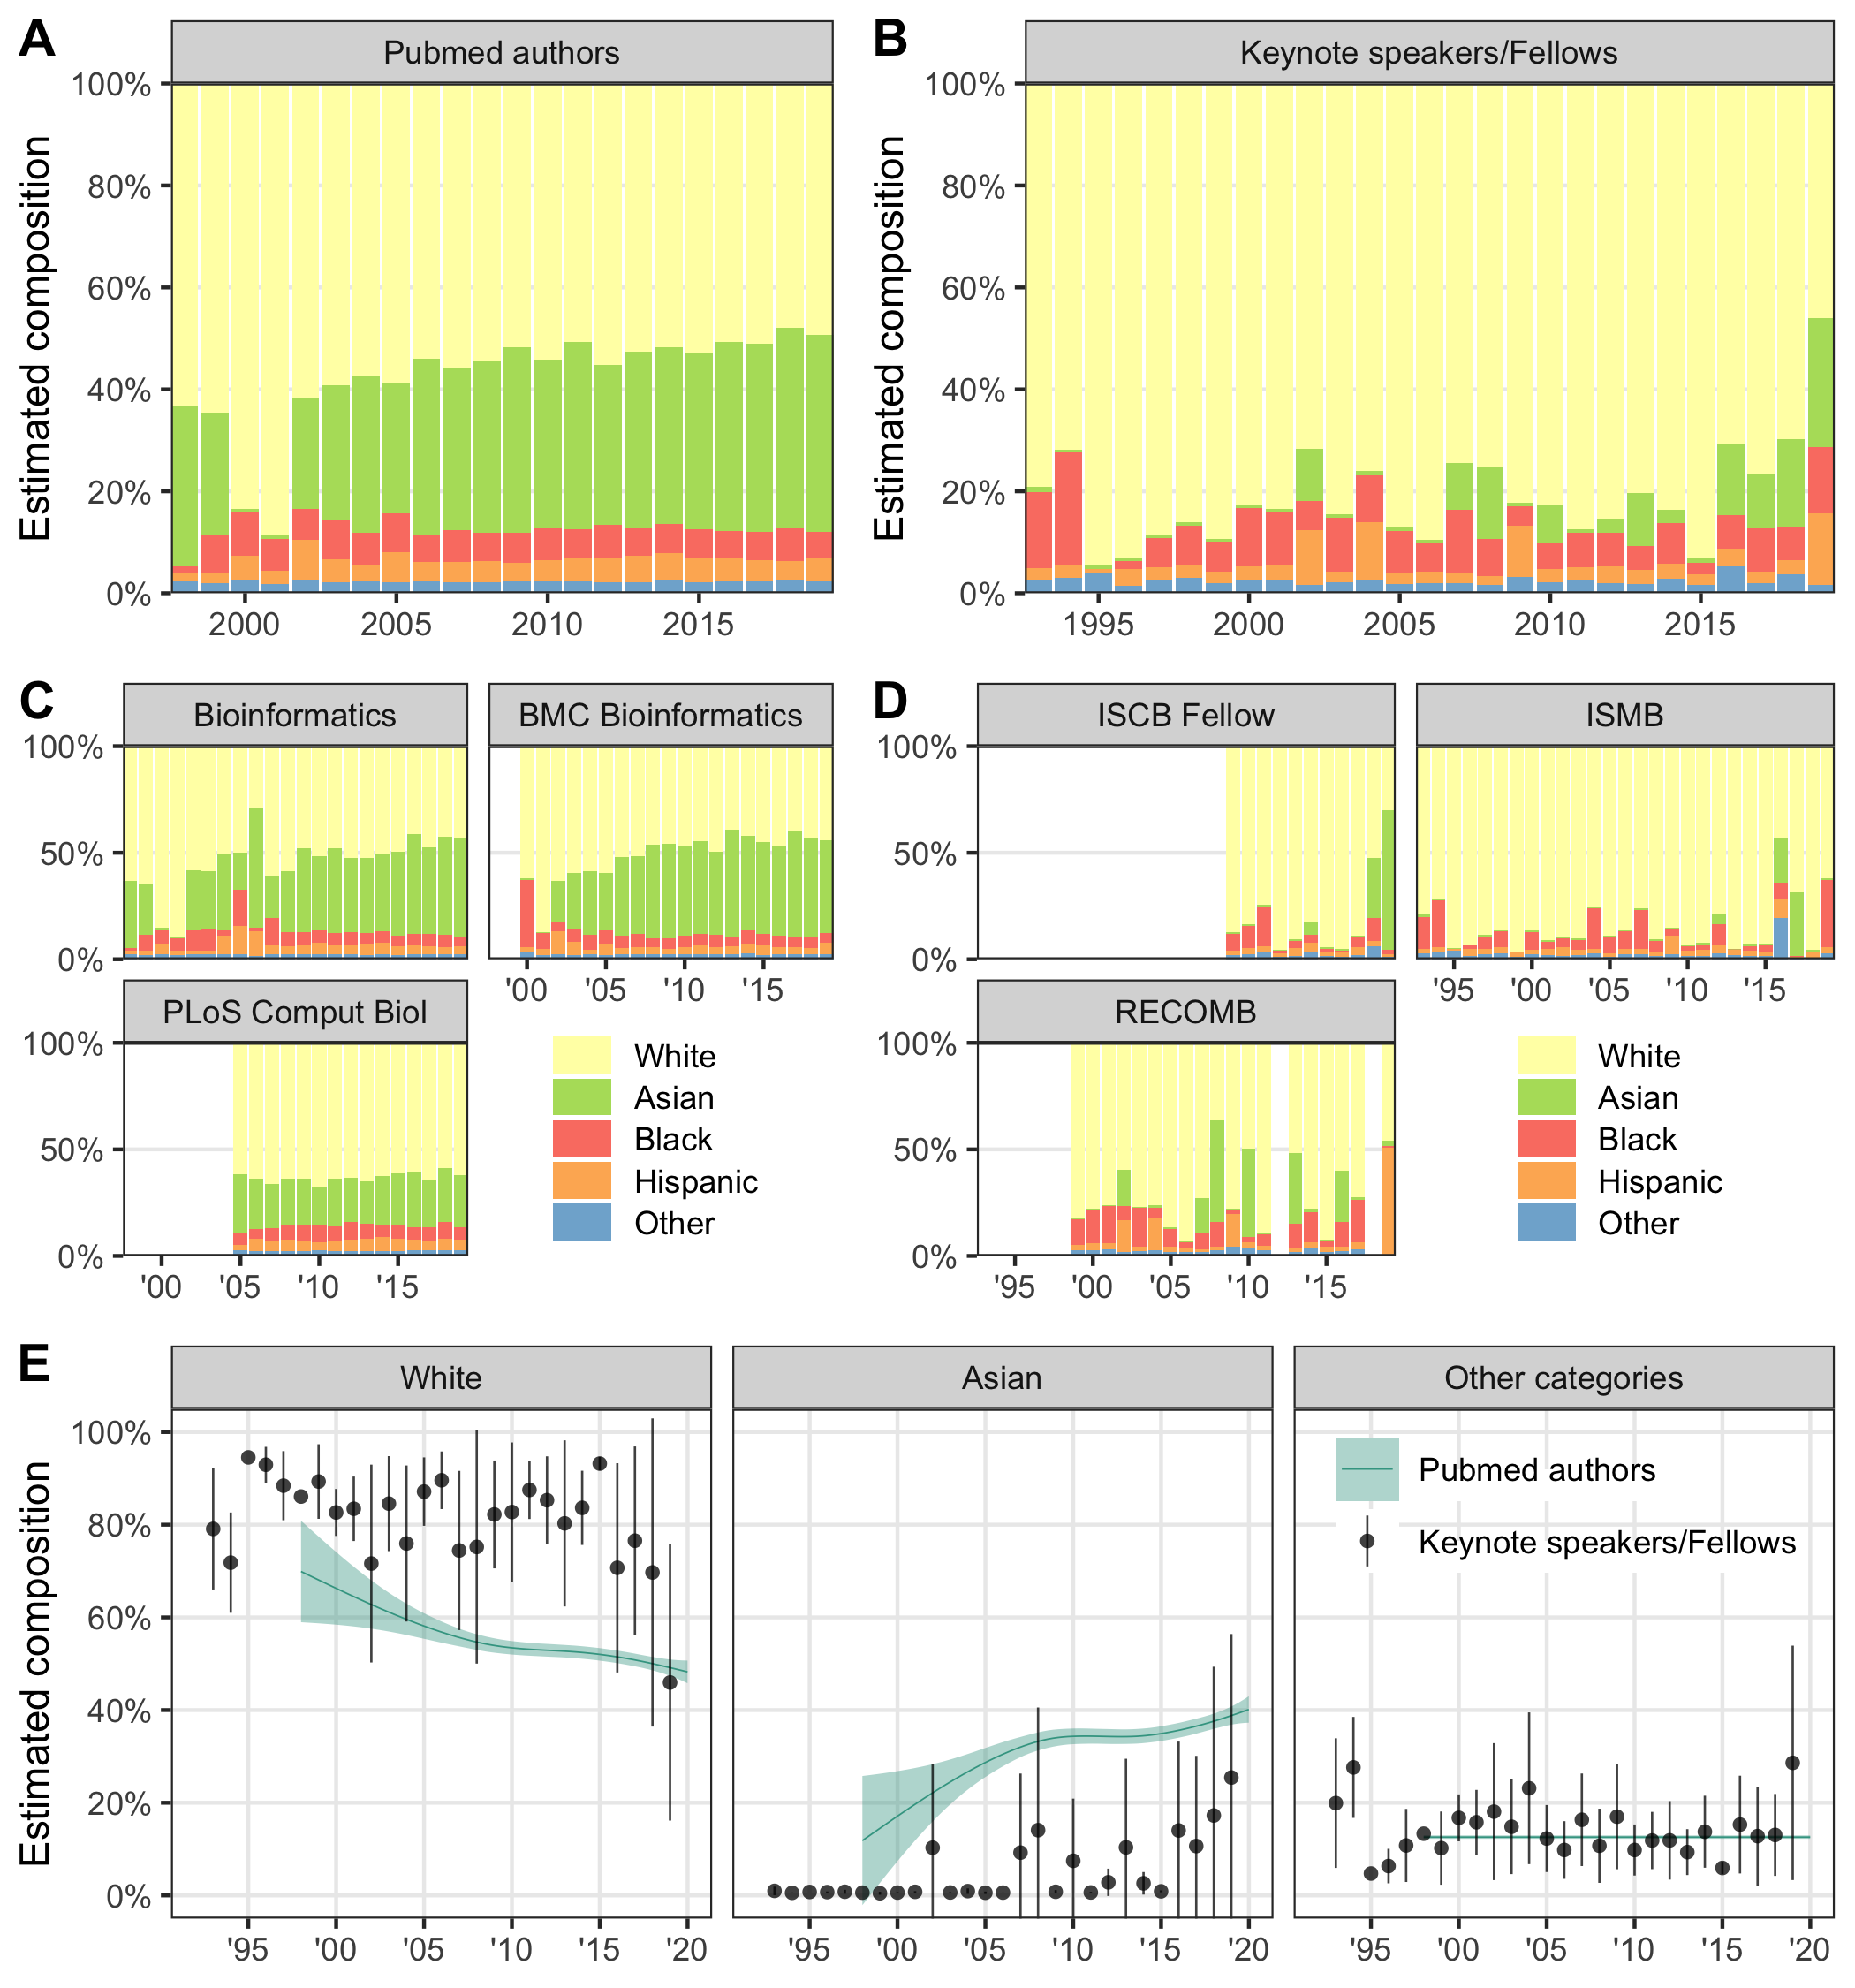 A
Pubmed authors
Estimated composition
100%
80%
60%
40%
20%
0%
2000 2005 2010 2015
B
Keynote speakers/Fellows
Estimated composition
100%
80%
60%
40%
20%
0%
1995 2000 2005 2010 2015
C
Bioinformatics
BMC Bioinformatics
100%
50%
0%
'00 '05 '10 '15
PLoS Comput Biol
100%
50%
0%
'00 '05 '10 '15
White
Asian
Black
Hispanic
Other
D
ISCB Fellow
ISMB
100%
50%
0%
'95 '00 '05 '10 '15
RECOMB
100%
50%
0%
'95 '00 '05 '10 '15
White
Asian
Black
Hispanic
Other
E
White
Asian
Other categories
Estimated composition
100%
80%
60%
40%
20%
0%
Pubmed authors
Keynote speakers/Fellows
'95 '00 '05 '10 '15 '20
'95 '00 '05 '10 '15 '20
'95 '00 '05 '10 '15 '20